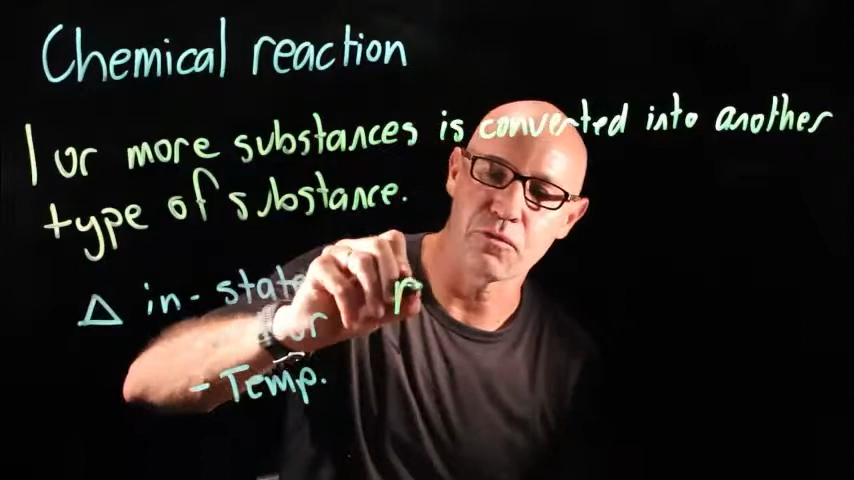 Chemical reaction
1 or more substances is converted into another
type of substance.
Δ in - state
- Temp.
r